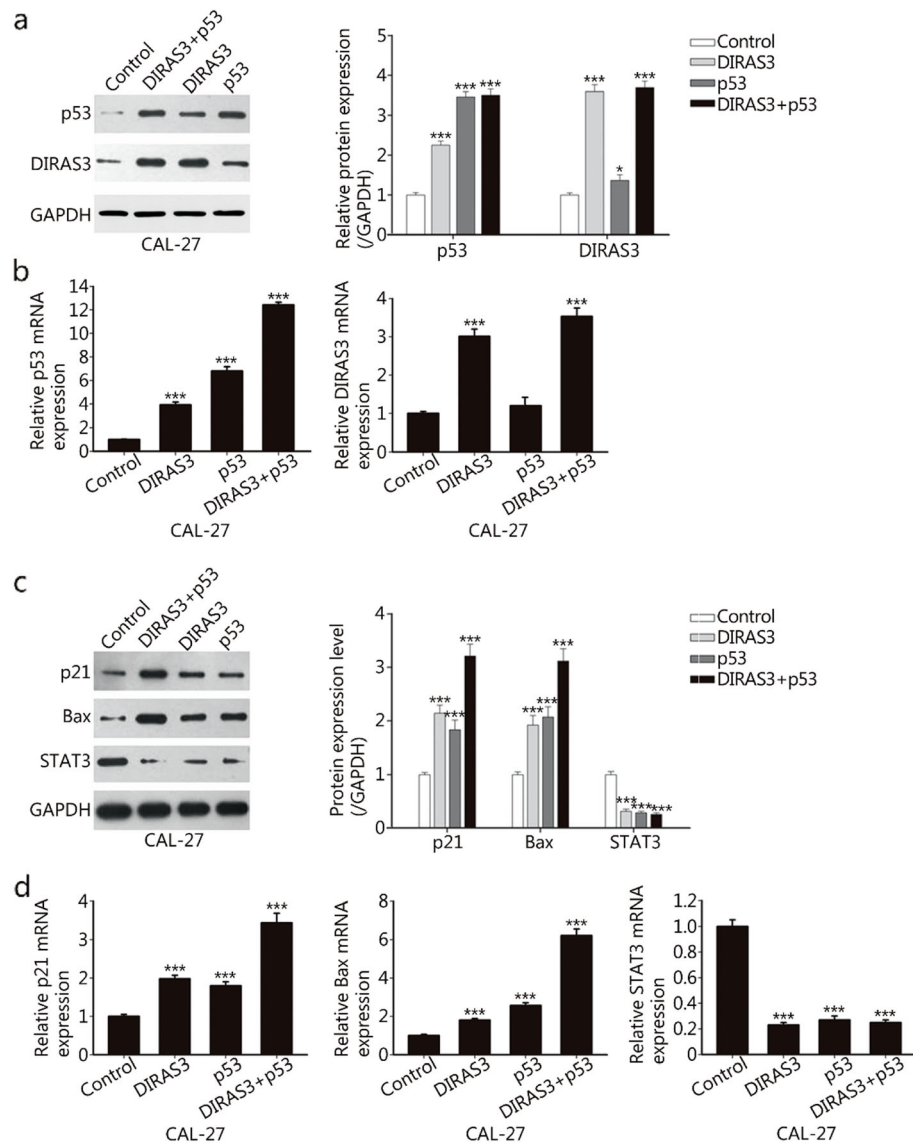 a
Control
DIRAS3+p53
DIRAS3
p53
p53
DIRAS3
GAPDH
CAL-27
Relative protein expression
(/GAPDH)
5
4
3
2
1
0
***
***
***
***
*
***
p53
DIRAS3
Control
DIRAS3
p53
DIRAS3+p53
b
Relative p53 mRNA
expression
14
12
10
8
6
4
2
0
***
***
***
Control
DIRAS3
p53
DIRAS3+p53
CAL-27
Relative DIRAS3 mRNA
expression
4
3
2
1
0
***
***
Control
DIRAS3
p53
DIRAS3+p53
CAL-27
c
Control
DIRAS3+p53
DIRAS3
p53
p21
Bax
STAT3
GAPDH
CAL-27
Protein expression level
(/GAPDH)
4
3
2
1
0
***
***
***
***
***
***
***
***
***
p21
Bax
STAT3
Control
DIRAS3
p53
DIRAS3+p53
d
Relative p21 mRNA
expression
4
3
2
1
0
***
***
***
Control
DIRAS3
p53
DIRAS3+p53
CAL-27
Relative Bax mRNA
expression
8
6
4
2
0
***
***
***
Control
DIRAS3
p53
DIRAS3+p53
CAL-27
Relative STAT3 mRNA
expression
1.2
1.0
0.8
0.6
0.4
0.2
0
***
***
***
Control
DIRAS3
p53
DIRAS3+p53
CAL-27